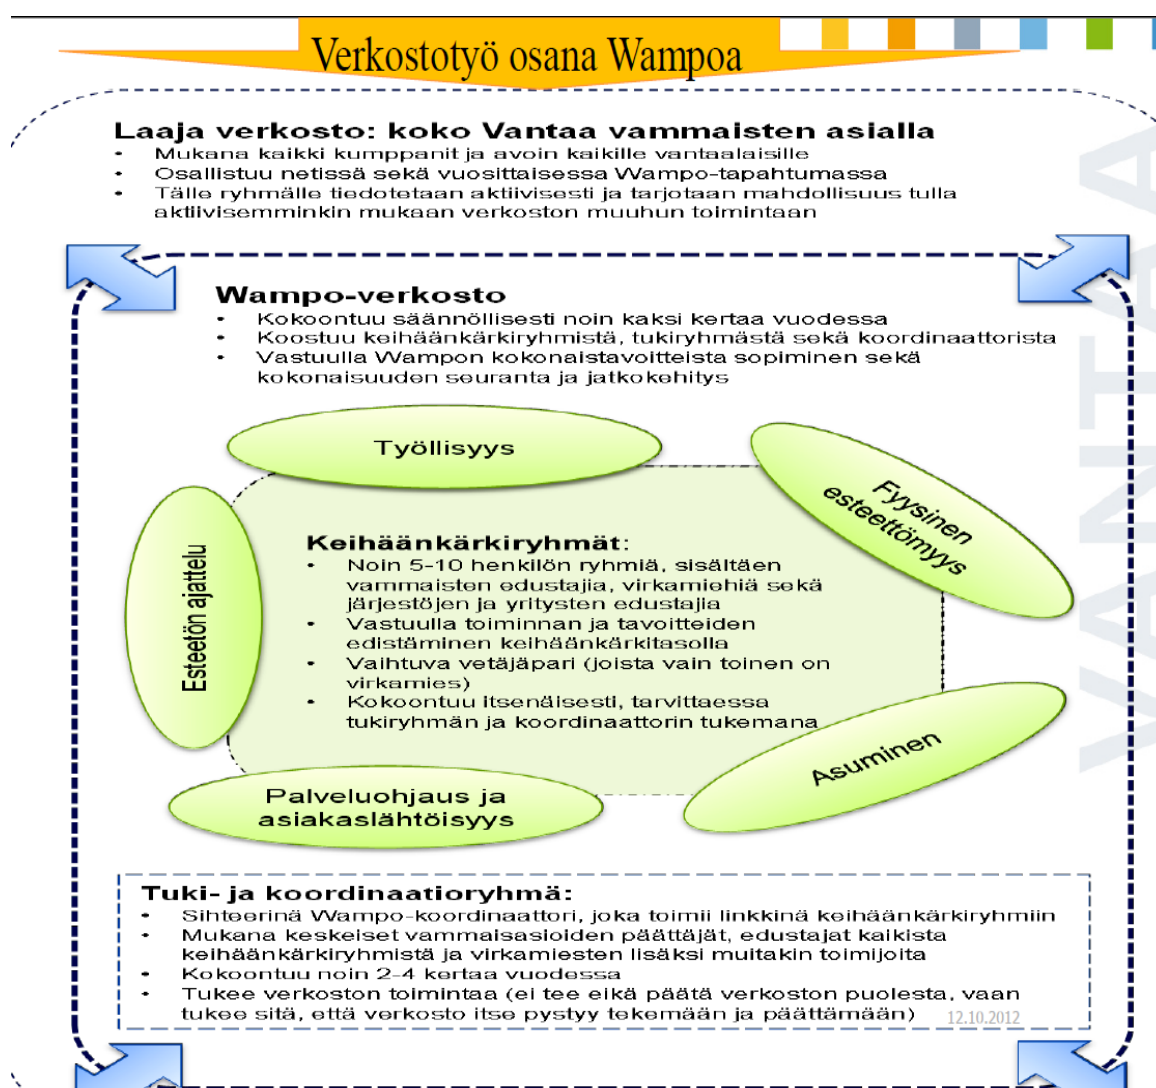 Verkostotyö osana Wampoa
Laaja verkosto: koko Vantaa vammaisten asialla
• Mukana kaikki kumppanit ja avoin kaikille vantaalaisille
• Osallistuu netissä sekä vuosittaisessa Wampo-tapahtumassa
• Tälle ryhmälle tiedotetaan aktiivisesti ja tarjotaan mahdollisuus tulla
aktiivisemminkin mukaan verkoston muuhun toimintaan
Wampo-verkosto
• Kokoontuu säännöllisesti noin kaksi kertaa vuodessa
• Koostuu keihäänkärkiryhmistä, tukiryhmästä sekä koordinaattorista
• Vastuulla Wampon kokonaistavoitteista sopiminen sekä
kokonaisuuden seuranta ja jatkokehitys
Työllisyys
Fyysinen
esteettömyys
Esteetön ajattelu
Keihäänkärkiryhmät:
• Noin 5-10 henkilön ryhmiä, sisältäen
vammaisten edustajia, virkamiehiä sekä
järjestöjen ja yritysten edustajia
• Vastuulla toiminnan ja tavoitteiden
edistäminen keihäänkärkitasolla
• Vaihtuva vetäjäpari (joista vain toinen on
virkamies)
• Kokoontuu itsenäisesti, tarvittaessa
tukiryhmän ja koordinaattorin tukemana
Asuminen
Palveluohjaus ja
asiakaslähtöisyys
Tuki- ja koordinaatioryhmä:
• Sihteerinä Wampo-koordinaattori, joka toimii linkkinä keihäänkärkiryhmiin
• Mukana keskeiset vammaisasioiden päättäjät, edustajat kaikista
keihäänkärkiryhmistä ja virkamiesten lisäksi muitakin toimijoita
• Kokoontuu noin 2-4 kertaa vuodessa
• Tukee verkoston toimintaa (ei tee eikä päätä verkoston puolesta, vaan
tukee sitä, että verkosto itse pystyy tekemään ja päättämään)
12.10.2012
VANTAA